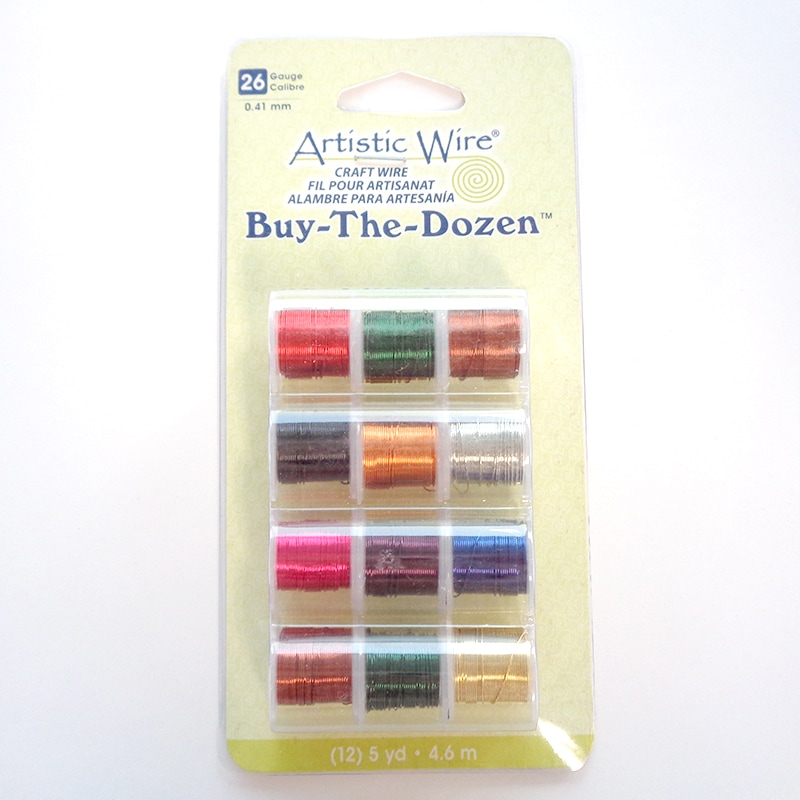 26 Gauge
Calibre
0.41 mm
Artistic Wire®
CRAFT WIRE
FIL POUR ARTISANAT
ALAMBRE PARA ARTESANÍA
Buy-The-Dozen™
(12) 5 yd • 4.6 m